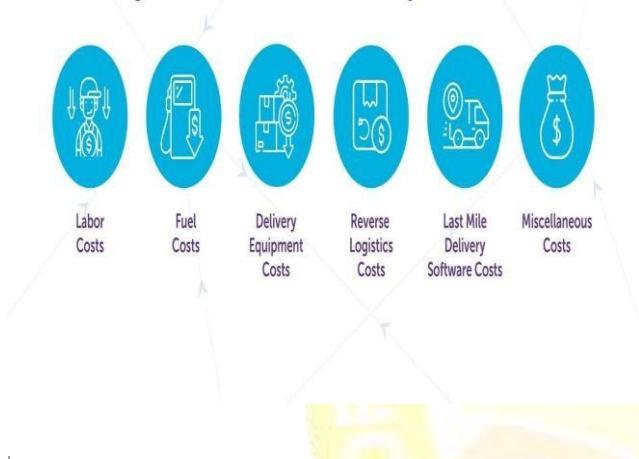 Labor
Costs
Fuel
Costs
Delivery
Equipment
Costs
Reverse
Logistics
Costs
Last Mile
Delivery
Software Costs
Miscellaneous
Costs